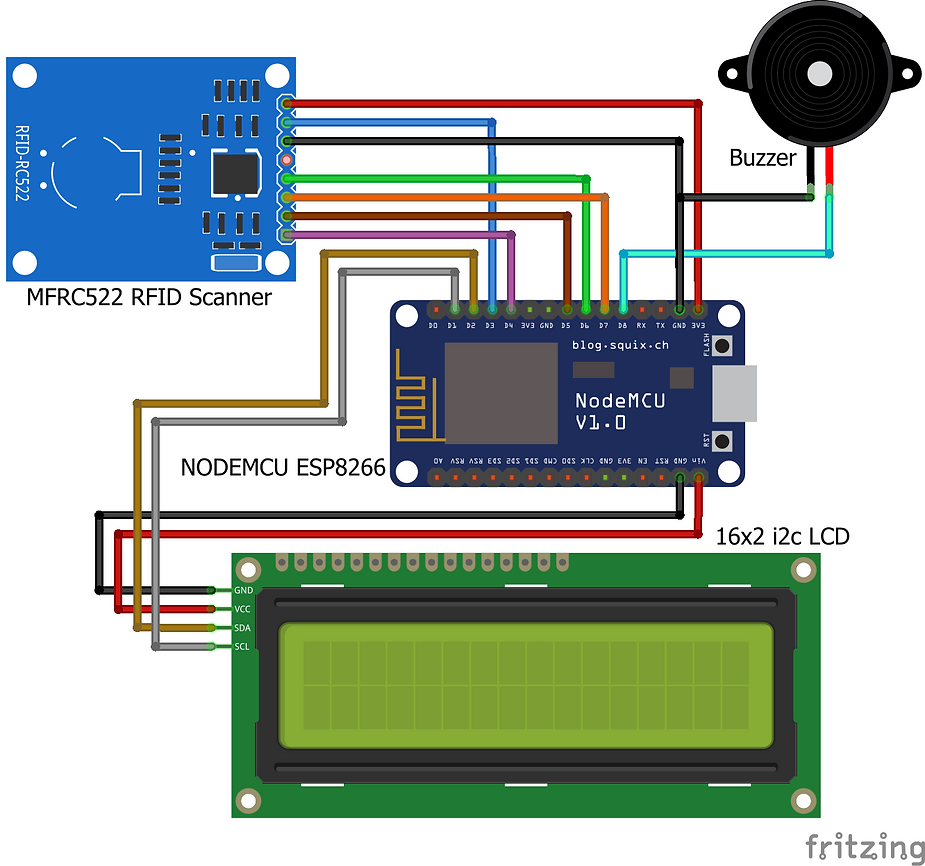 RFID-RC522
MFRC522 RFID Scanner
Buzzer
D0 D1 D2 D3 D4 3V3 GND D5 D6 D7 D8 RX TX GND 3V3
blog.squix.ch
FLASH
NodeMCU
V1.0
RST
NODEMCU ESP8266
A0 RSV RSV SD3 SD2 SD1 CMD SD0 CLK GND 3V3 EN RST GND Vin
16x2 i2c LCD
GND
VCC
SDA
SCL
fritzing